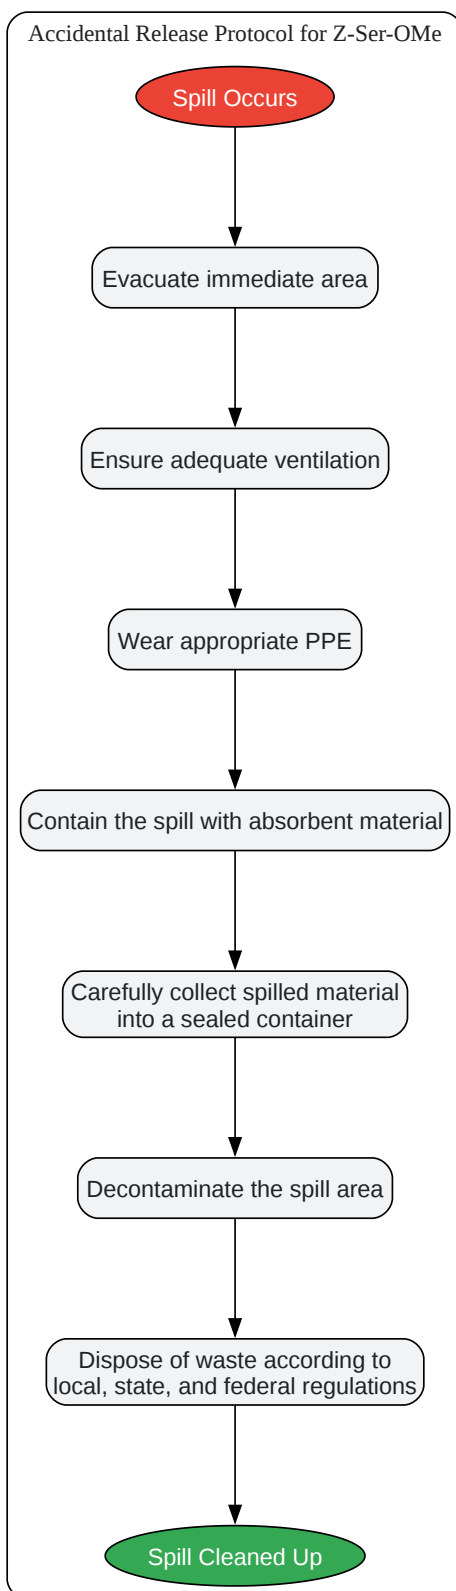 Accidental Release Protocol for Z-Ser-OMe
Spill Occurs
Evacuate immediate area
Ensure adequate ventilation
Wear appropriate PPE
Contain the spill with absorbent material
Carefully collect spilled material
into a sealed container
Decontaminate the spill area
Dispose of waste according to
local, state, and federal regulations
Spill Cleaned Up